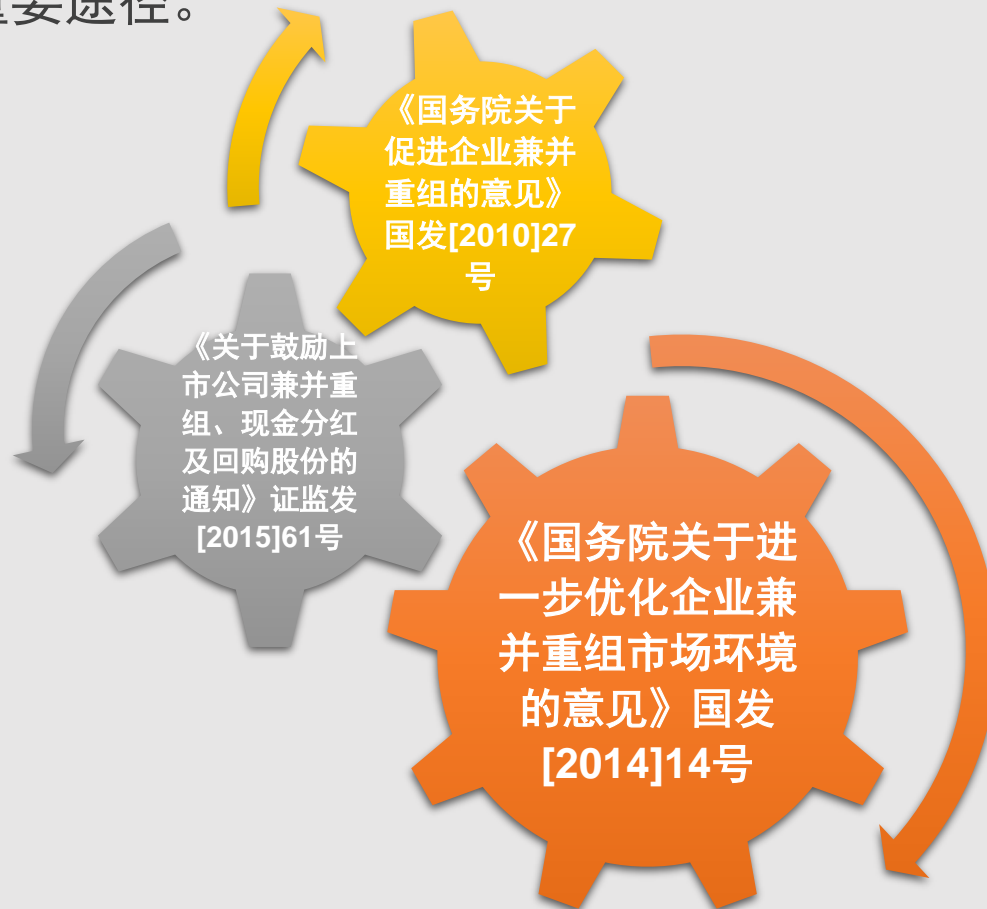 重要途径。
《国务院关于
促进企业兼并
重组的意见》
国发[2010]27
号
《关于鼓励上
市公司兼并重
组、现金分红
及回购股份的
通知》证监发
[2015]61号
《国务院关于进
一步优化企业兼
并重组市场环境
的意见》国发
[2014]14号